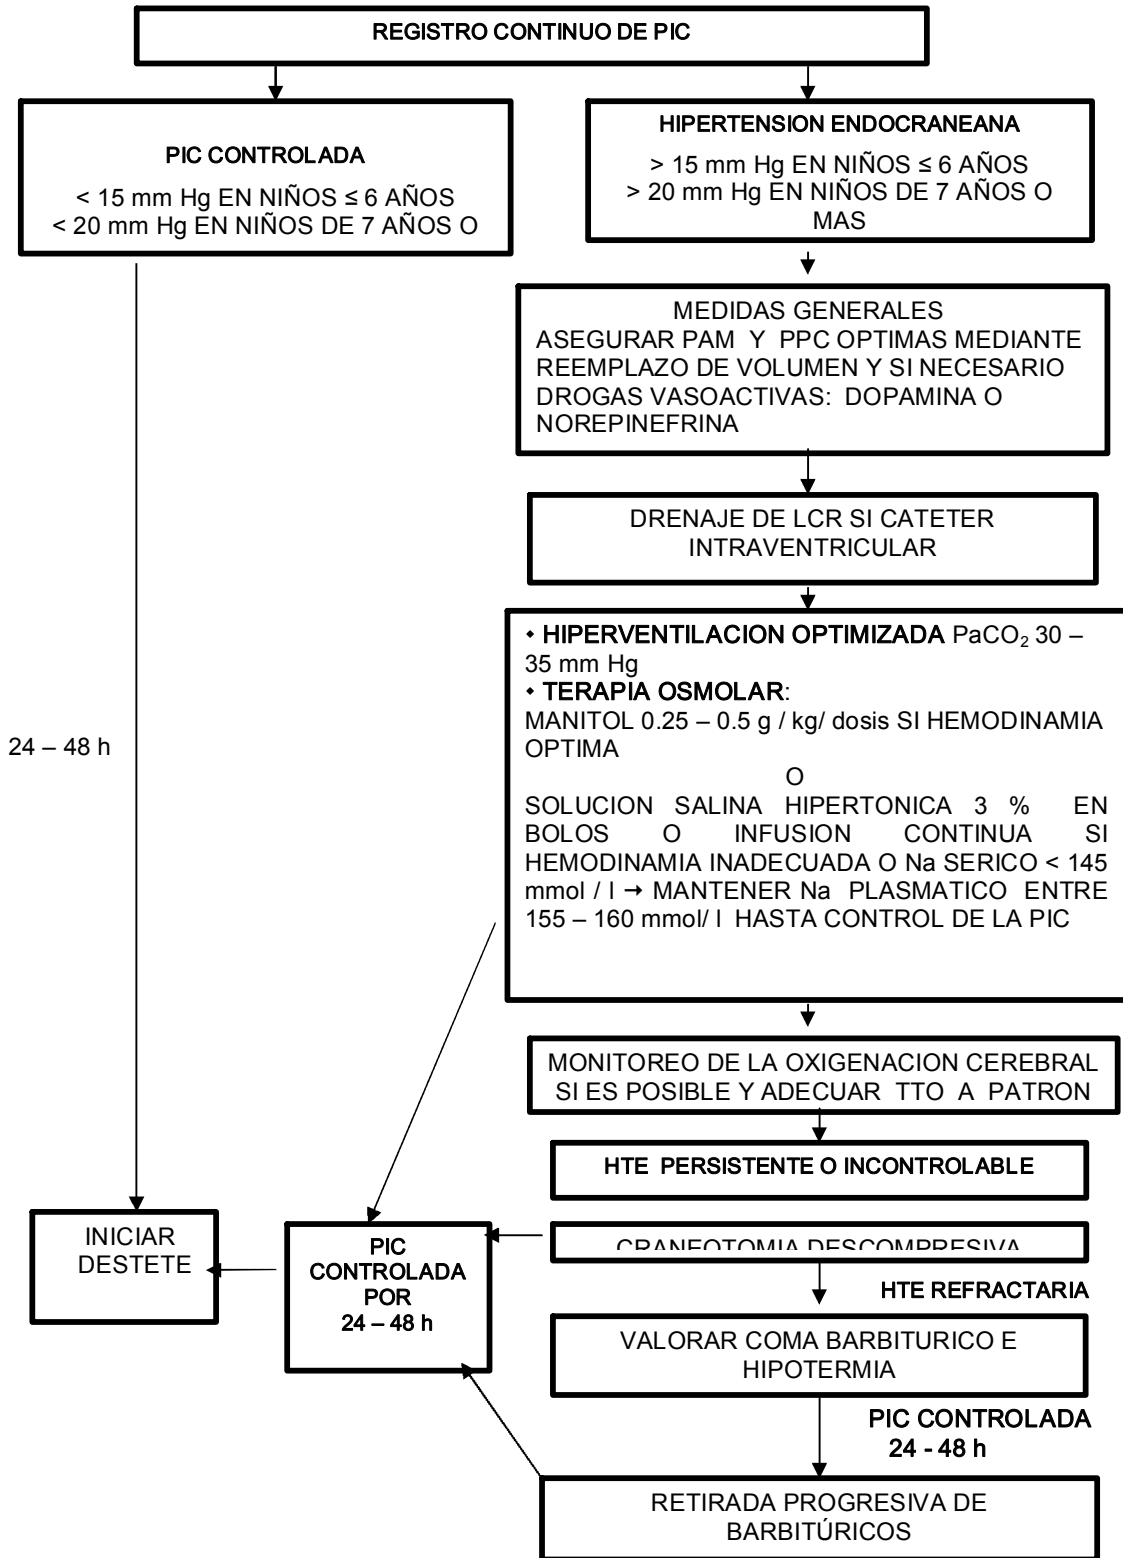 REGISTRO CONTINUO DE PIC
PIC CONTROLADA
< 15 mm Hg EN NIÑOS ≤ 6 AÑOS
< 20 mm Hg EN NIÑOS DE 7 AÑOS O
HIPERTENSION ENDOCRANEANA
> 15 mm Hg EN NIÑOS ≤ 6 AÑOS
> 20 mm Hg EN NIÑOS DE 7 AÑOS O
MAS
MEDIDAS GENERALES
ASEGURAR PAM Y PPC OPTIMAS MEDIANTE
REEMPLAZO DE VOLUMEN Y SI NECESARIO
DROGAS VASOACTIVAS: DOPAMINA O
NOREPINEFRINA
DRENAJE DE LCR SI CATETER
INTRAVENTRICULAR
• HIPERVENTILACION OPTIMIZADA PaCO₂ 30 –
35 mm Hg
• TERAPIA OSMOLAR:
MANITOL 0.25 – 0.5 g / kg/ dosis SI HEMODINAMIA
OPTIMA
O
SOLUCION SALINA HIPERTONICA 3 % EN
BOLOS O INFUSION CONTINUA SI
HEMODINAMIA INADECUADA O Na SERICO < 145
mmol / l → MANTENER Na PLASMATICO ENTRE
155 – 160 mmol/ l HASTA CONTROL DE LA PIC
24 – 48 h
MONITOREO DE LA OXIGENACION CEREBRAL
SI ES POSIBLE Y ADECUAR TTO A PATRON
HTE PERSISTENTE O INCONTROLABLE
CRANEOTOMIA DESCOMPRESIVA
INICIAR
DESTETE
PIC
CONTROLADA
POR
24 – 48 h
HTE REFRACTARIA
VALORAR COMA BARBITURICO E
HIPOTERMIA
PIC CONTROLADA
24 - 48 h
RETIRADA PROGRESIVA DE
BARBITÚRICOS